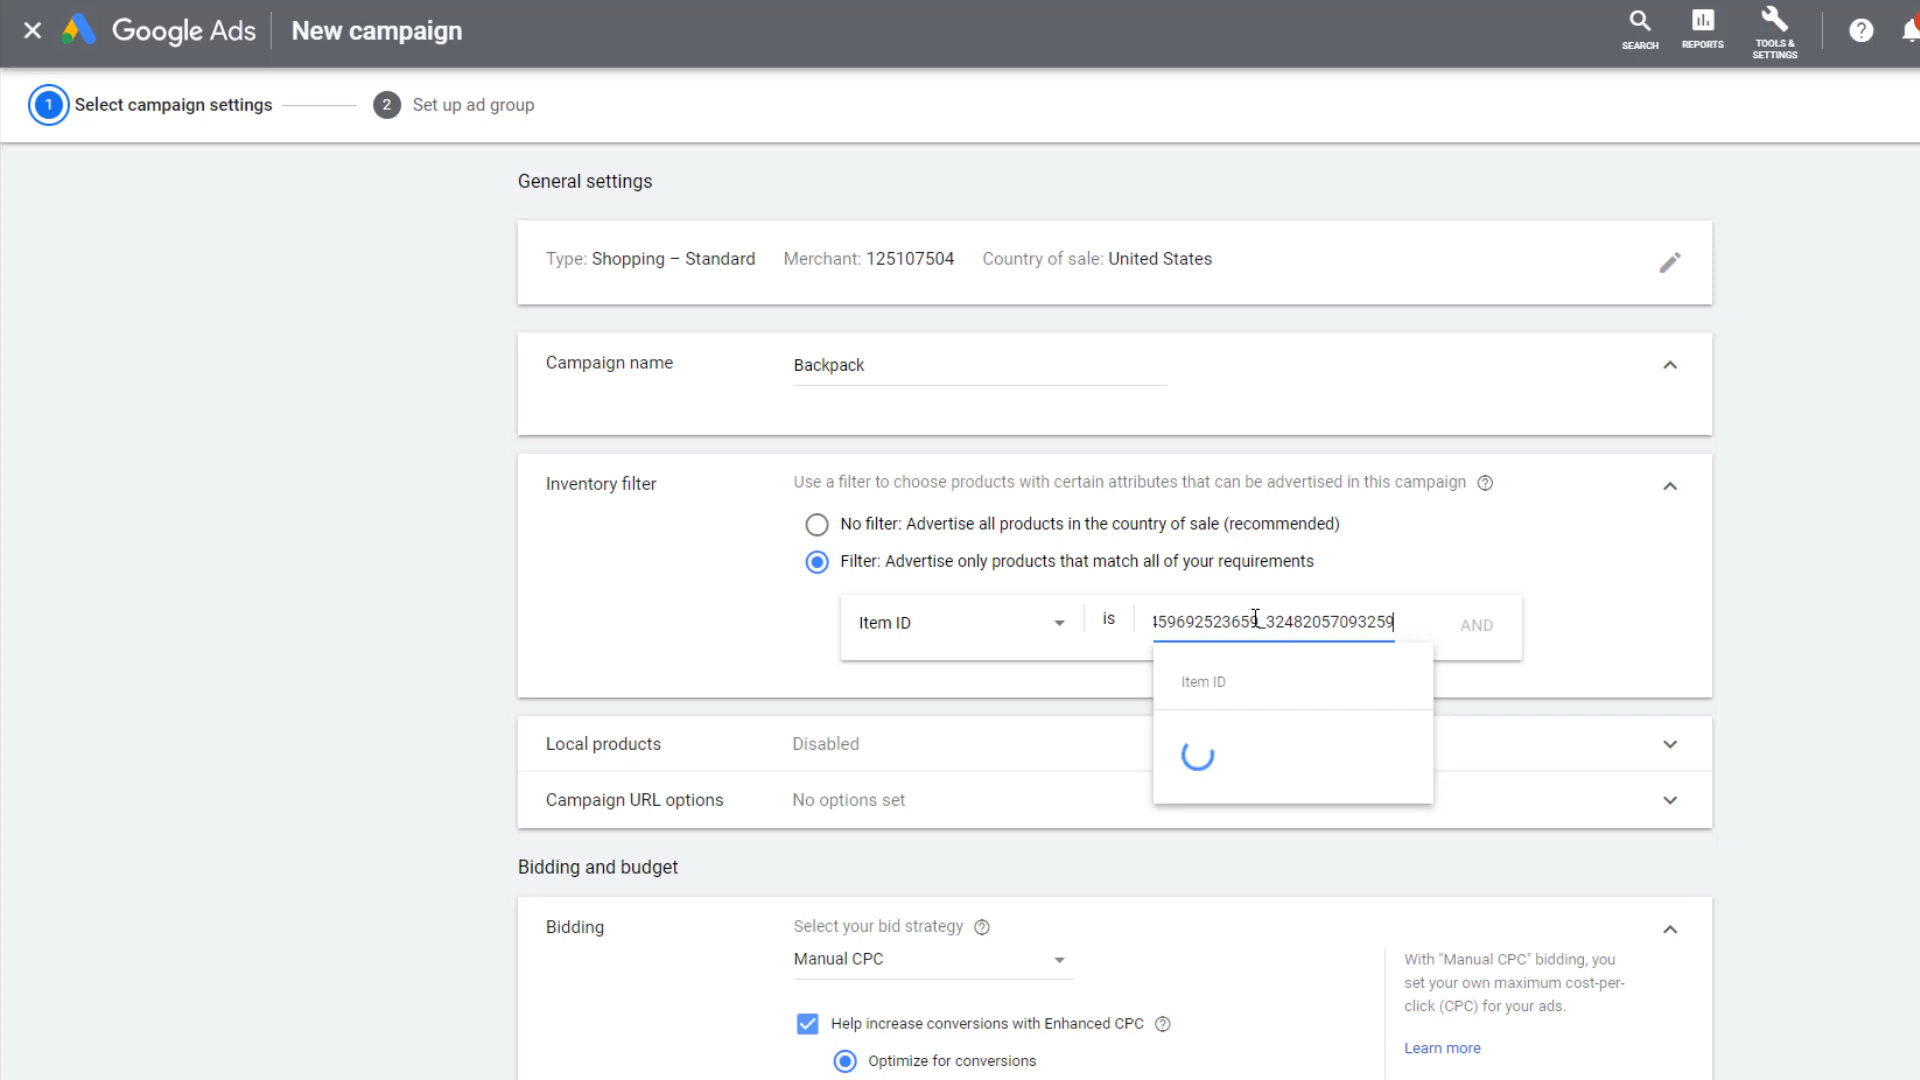 Google Ads New campaign
SEARCH
REPORTS
TOOLS &
SETTINGS
?
1 Select campaign settings
2 Set up ad group
General settings
Type: Shopping – Standard Merchant: 125107504 Country of sale: United States
Campaign name
Backpack
Inventory filter
Use a filter to choose products with certain attributes that can be advertised in this campaign ?
No filter: Advertise all products in the country of sale (recommended)
Filter: Advertise only products that match all of your requirements
Item ID
is
459692523659_32482057093259
AND
Item ID
Local products
Disabled
Campaign URL options
No options set
Bidding and budget
Bidding
Select your bid strategy ?
Manual CPC
Help increase conversions with Enhanced CPC ?
Optimize for conversions
With "Manual CPC" bidding, you
set your own maximum cost-per-
click (CPC) for your ads.
Learn more